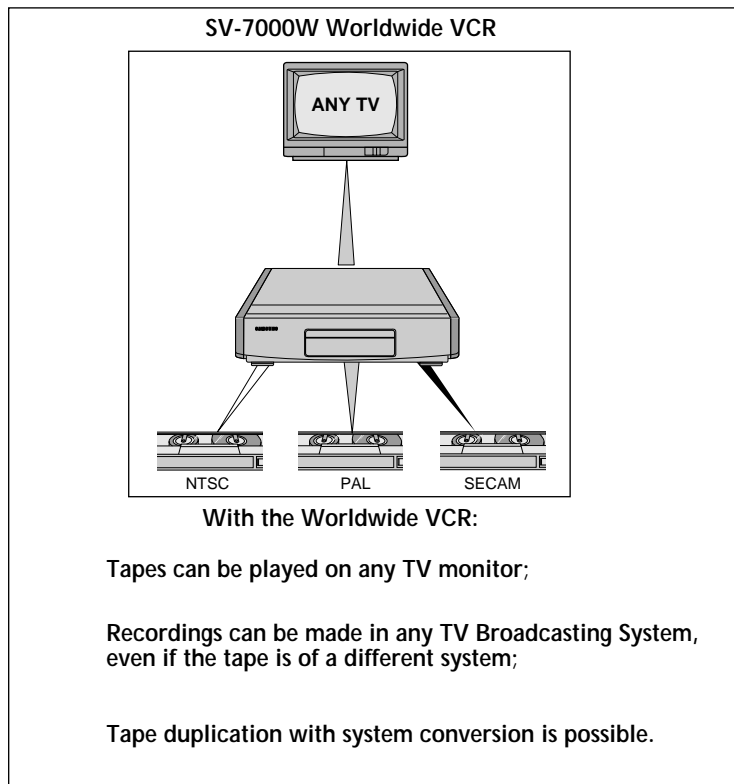 SV-7000W Worldwide VCR
ANY TV
SAMSUNG
NTSC
PAL
SECAM
With the Worldwide VCR:
Tapes can be played on any TV monitor;
Recordings can be made in any TV Broadcasting System,
even if the tape is of a different system;
Tape duplication with system conversion is possible.